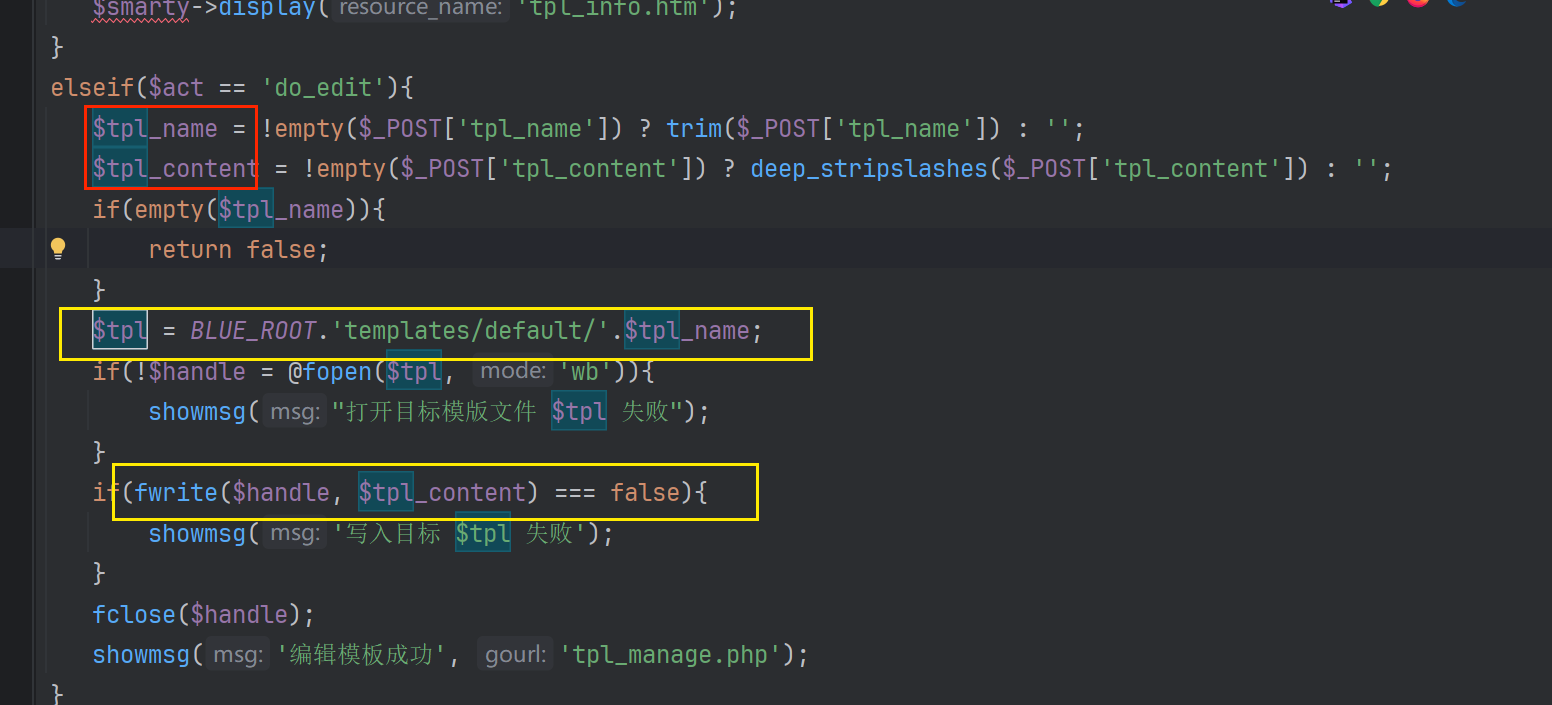 $smarty->display( resource_name: 'tpl_info.htm');
}
elseif($act == 'do_edit'){
$tpl_name = !empty($_POST['tpl_name']) ? trim($_POST['tpl_name']) : '';
$tpl_content = !empty($_POST['tpl_content']) ? deep_stripslashes($_POST['tpl_content']) : '';
if(empty($tpl_name)){
return false;
}
$tpl = BLUE_ROOT.'templates/default/'.$tpl_name;
if(!$handle = @fopen($tpl, mode: 'wb')){
showmsg( msg: "打开目标模版文件 $tpl 失败");
}
if(fwrite($handle, $tpl_content) === false){
showmsg( msg: '写入目标 $tpl 失败');
}
fclose($handle);
showmsg( msg: '编辑模板成功', gourl: 'tpl_manage.php');
}